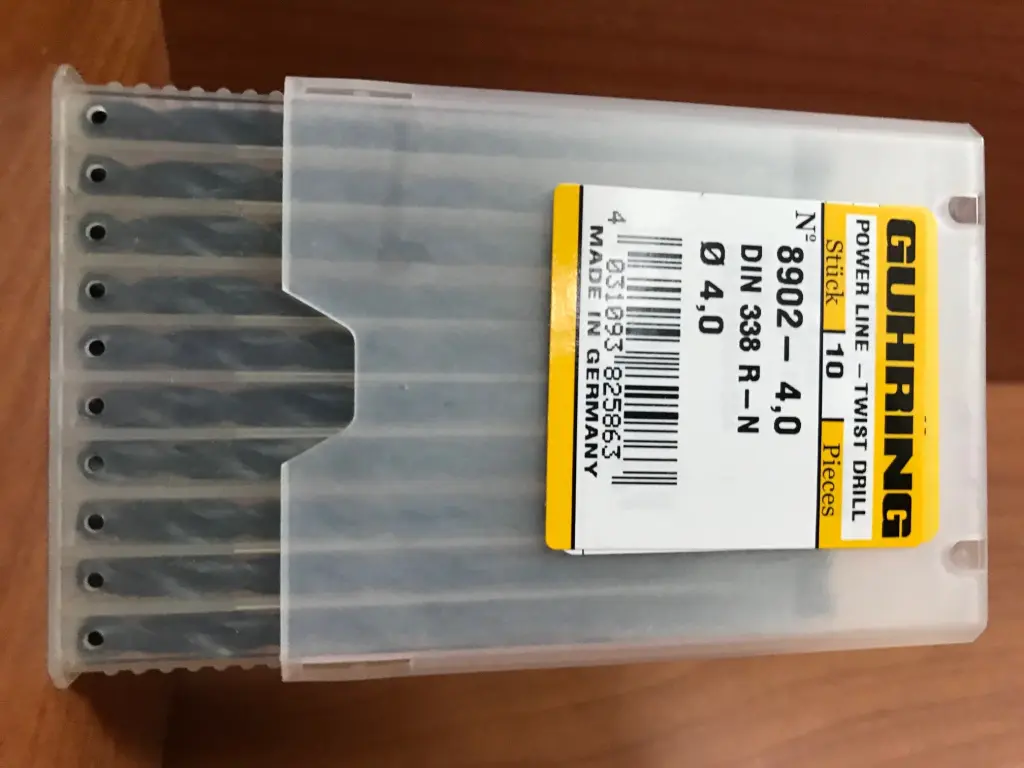 GÜHRING
POWER LINE – TWIST DRILL
Stück 10 Pieces
Nº 8902 – 4,0
DIN 338 R – N
Ø 4,0
4 031093 825863
MADE IN GERMANY